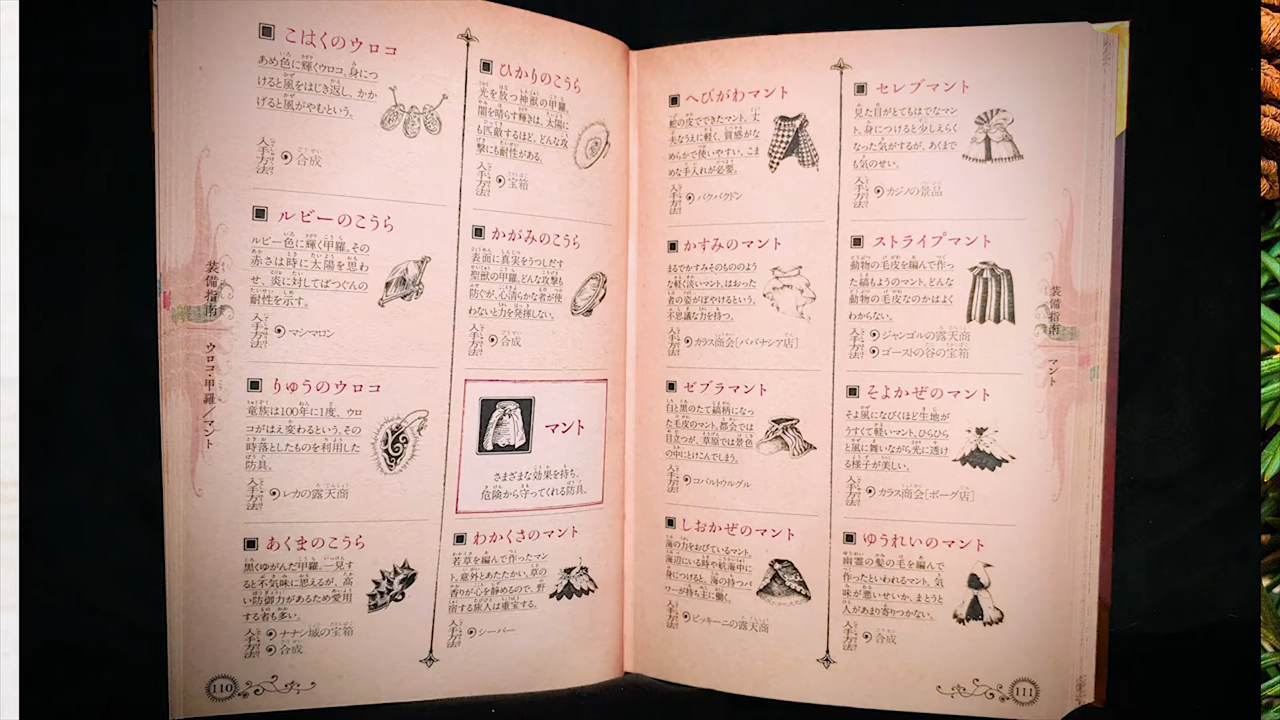 こはくのウロコ
あめ色に輝くウロコ。身につ
けると風をはじき返し、かか
げると風がやむという。
入手方法
合成
ルビーのこうら
ルビー色に輝く甲羅。その
赤さは時に太陽を思わ
せ、炎に対してばつぐんの
耐性を示す。
入手方法
マシマロン
りゅうのウロコ
竜族は100年に1度、ウロ
コがはえ変わるという。その
時落としたものを利用した
防具。
入手方法
レカの露天商
あくまのこうら
黒くゆがんだ甲羅。一見す
ると不気味に思えるが、高
い防御力があるため愛用
する者も多い。
入手方法
ナナン城の宝箱
合成
ひかりのこうら
光を放つ神獣の甲羅。
闇を晴らす輝きは、太陽に
も匹敵するほど。どんな攻
撃にも耐性がある。
入手方法
宝箱
かがみのこうら
表面に真実をうつしだす
聖獣の甲羅。どんな攻撃も
防ぐが、心清らかな者が使
わないと力を発揮しない。
入手方法
合成
マント
さまざまな効果を持ち、
危険から守ってくれる防具。
わかくさのマント
若草を編んで作ったマン
ト。意外とあたたかい。草の
香りが心を静めるので、野
宿する旅人は重宝する。
入手方法
シーバー
装備指南
ウロコ・甲羅／マント
110
へびがわマント
蛇の皮でできたマント。丈
夫なうえに軽く、質感がな
めらかで使いやすい。こま
めな手入れが必要。
入手方法
バクバクドン
かすみのマント
まるでかすみそのもののよう
な軽く淡いマント。はおった
者の姿がぼやけるという、
不思議な力を持つ。
入手方法
カラス商会[ババナシア店]
ゼブラマント
白と黒のたて縞柄になっ
た毛皮のマント。都会では
目立つが、草原では景色
の中にとけこんでしまう。
入手方法
コバルトウルグル
しおかぜのマント
海の力をおびているマント。
海辺にいる時や航海中に
身につけると、海の持つパ
ワーが持ち主に働く。
入手方法
ビッキーニの露天商
セレブマント
見た目がとてもはでなマン
ト。身につけると少しえらく
なった気がするが、あくまで
も気のせい。
入手方法
カジノの景品
ストライプマント
動物の毛皮を編んで作っ
た縞もようのマント。どんな
動物の毛皮なのかはよく
わからない。
入手方法
ジャンゴルの露天商
ゴーストの谷の宝箱
そよかぜのマント
そよ風になびくほど生地が
うすくて軽いマント。ひらひら
と風に舞いながら光に透け
る様子が美しい。
入手方法
カラス商会[ボーグ店]
ゆうれいのマント
幽霊の髪の毛を編んで
作ったといわれるマント。気
味が悪いせいか、まとうと
人があまり寄りつかない。
入手方法
合成
装備指南
マント
111